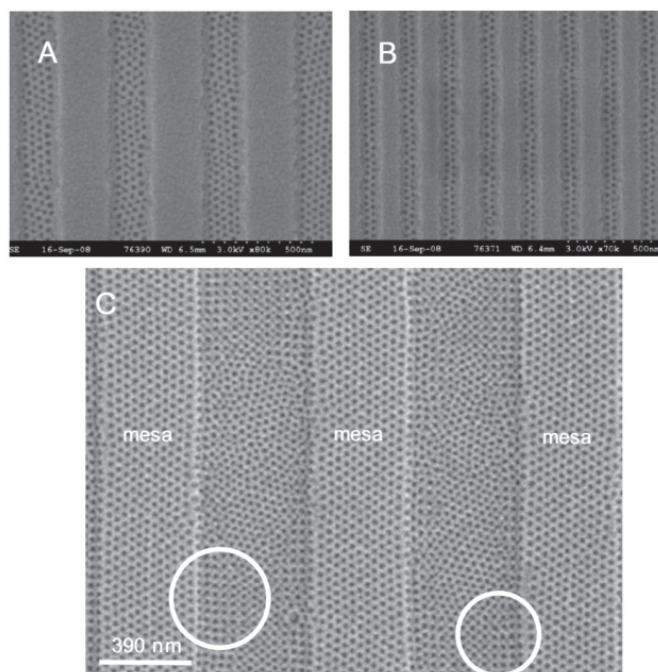 A
SE 16-Sep-08 76390 WD 6.5mm 3.0kV x80k 500nm
B
SE 16-Sep-08 76371 WD 6.4mm 3.0kV x70k 500nm
C
mesa mesa mesa
390 nm